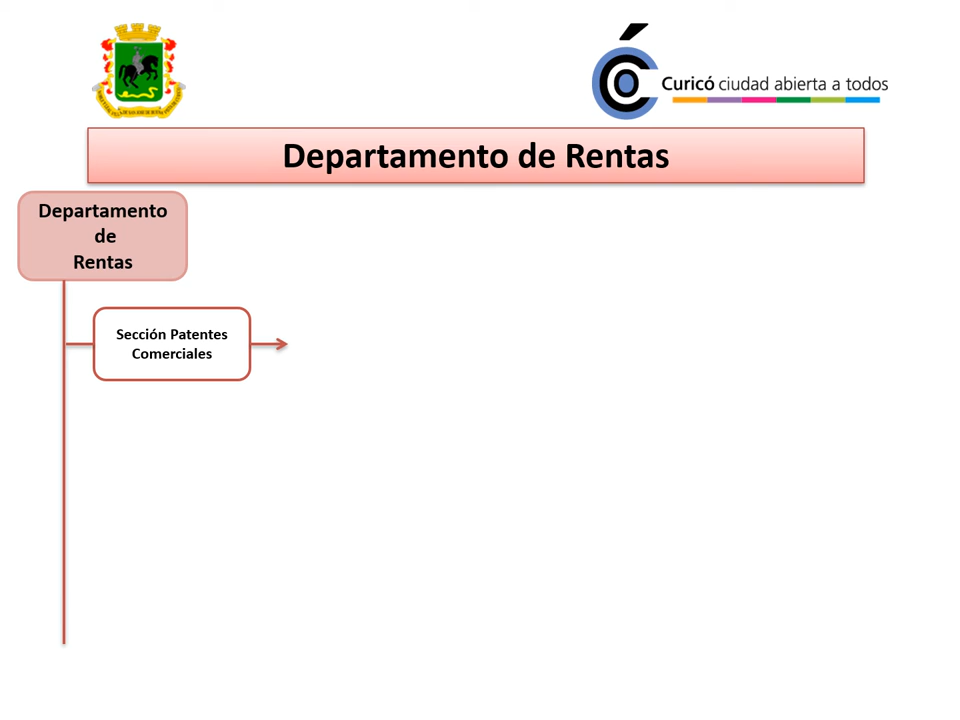 Curicó ciudad abierta a todos
Departamento de Rentas
Departamento
de
Rentas
Sección Patentes
Comerciales